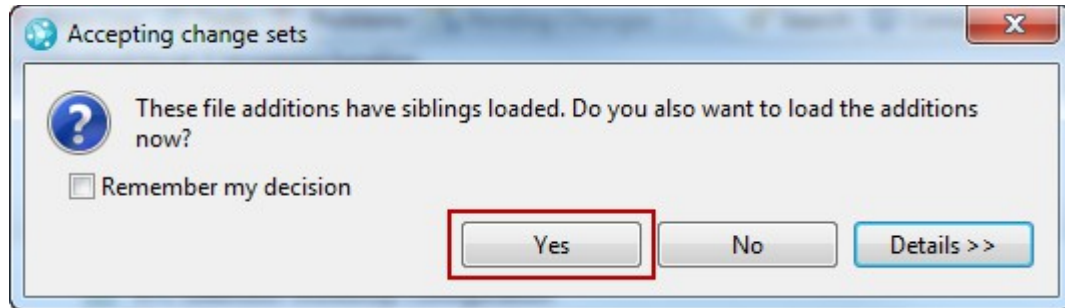 Accepting change sets
These file additions have siblings loaded. Do you also want to load the additions
now?
Remember my decision
Yes
No
Details >>